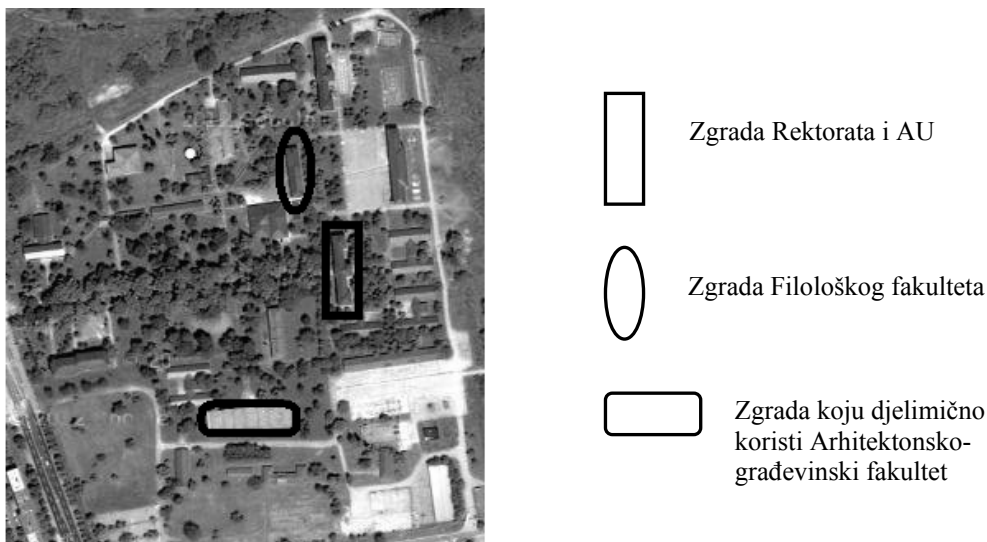 Zgrada Rektorata i AU
Zgrada Filološkog fakulteta
Zgrada koju djelimično
koristi Arhitektonsko-
građevinski fakultet